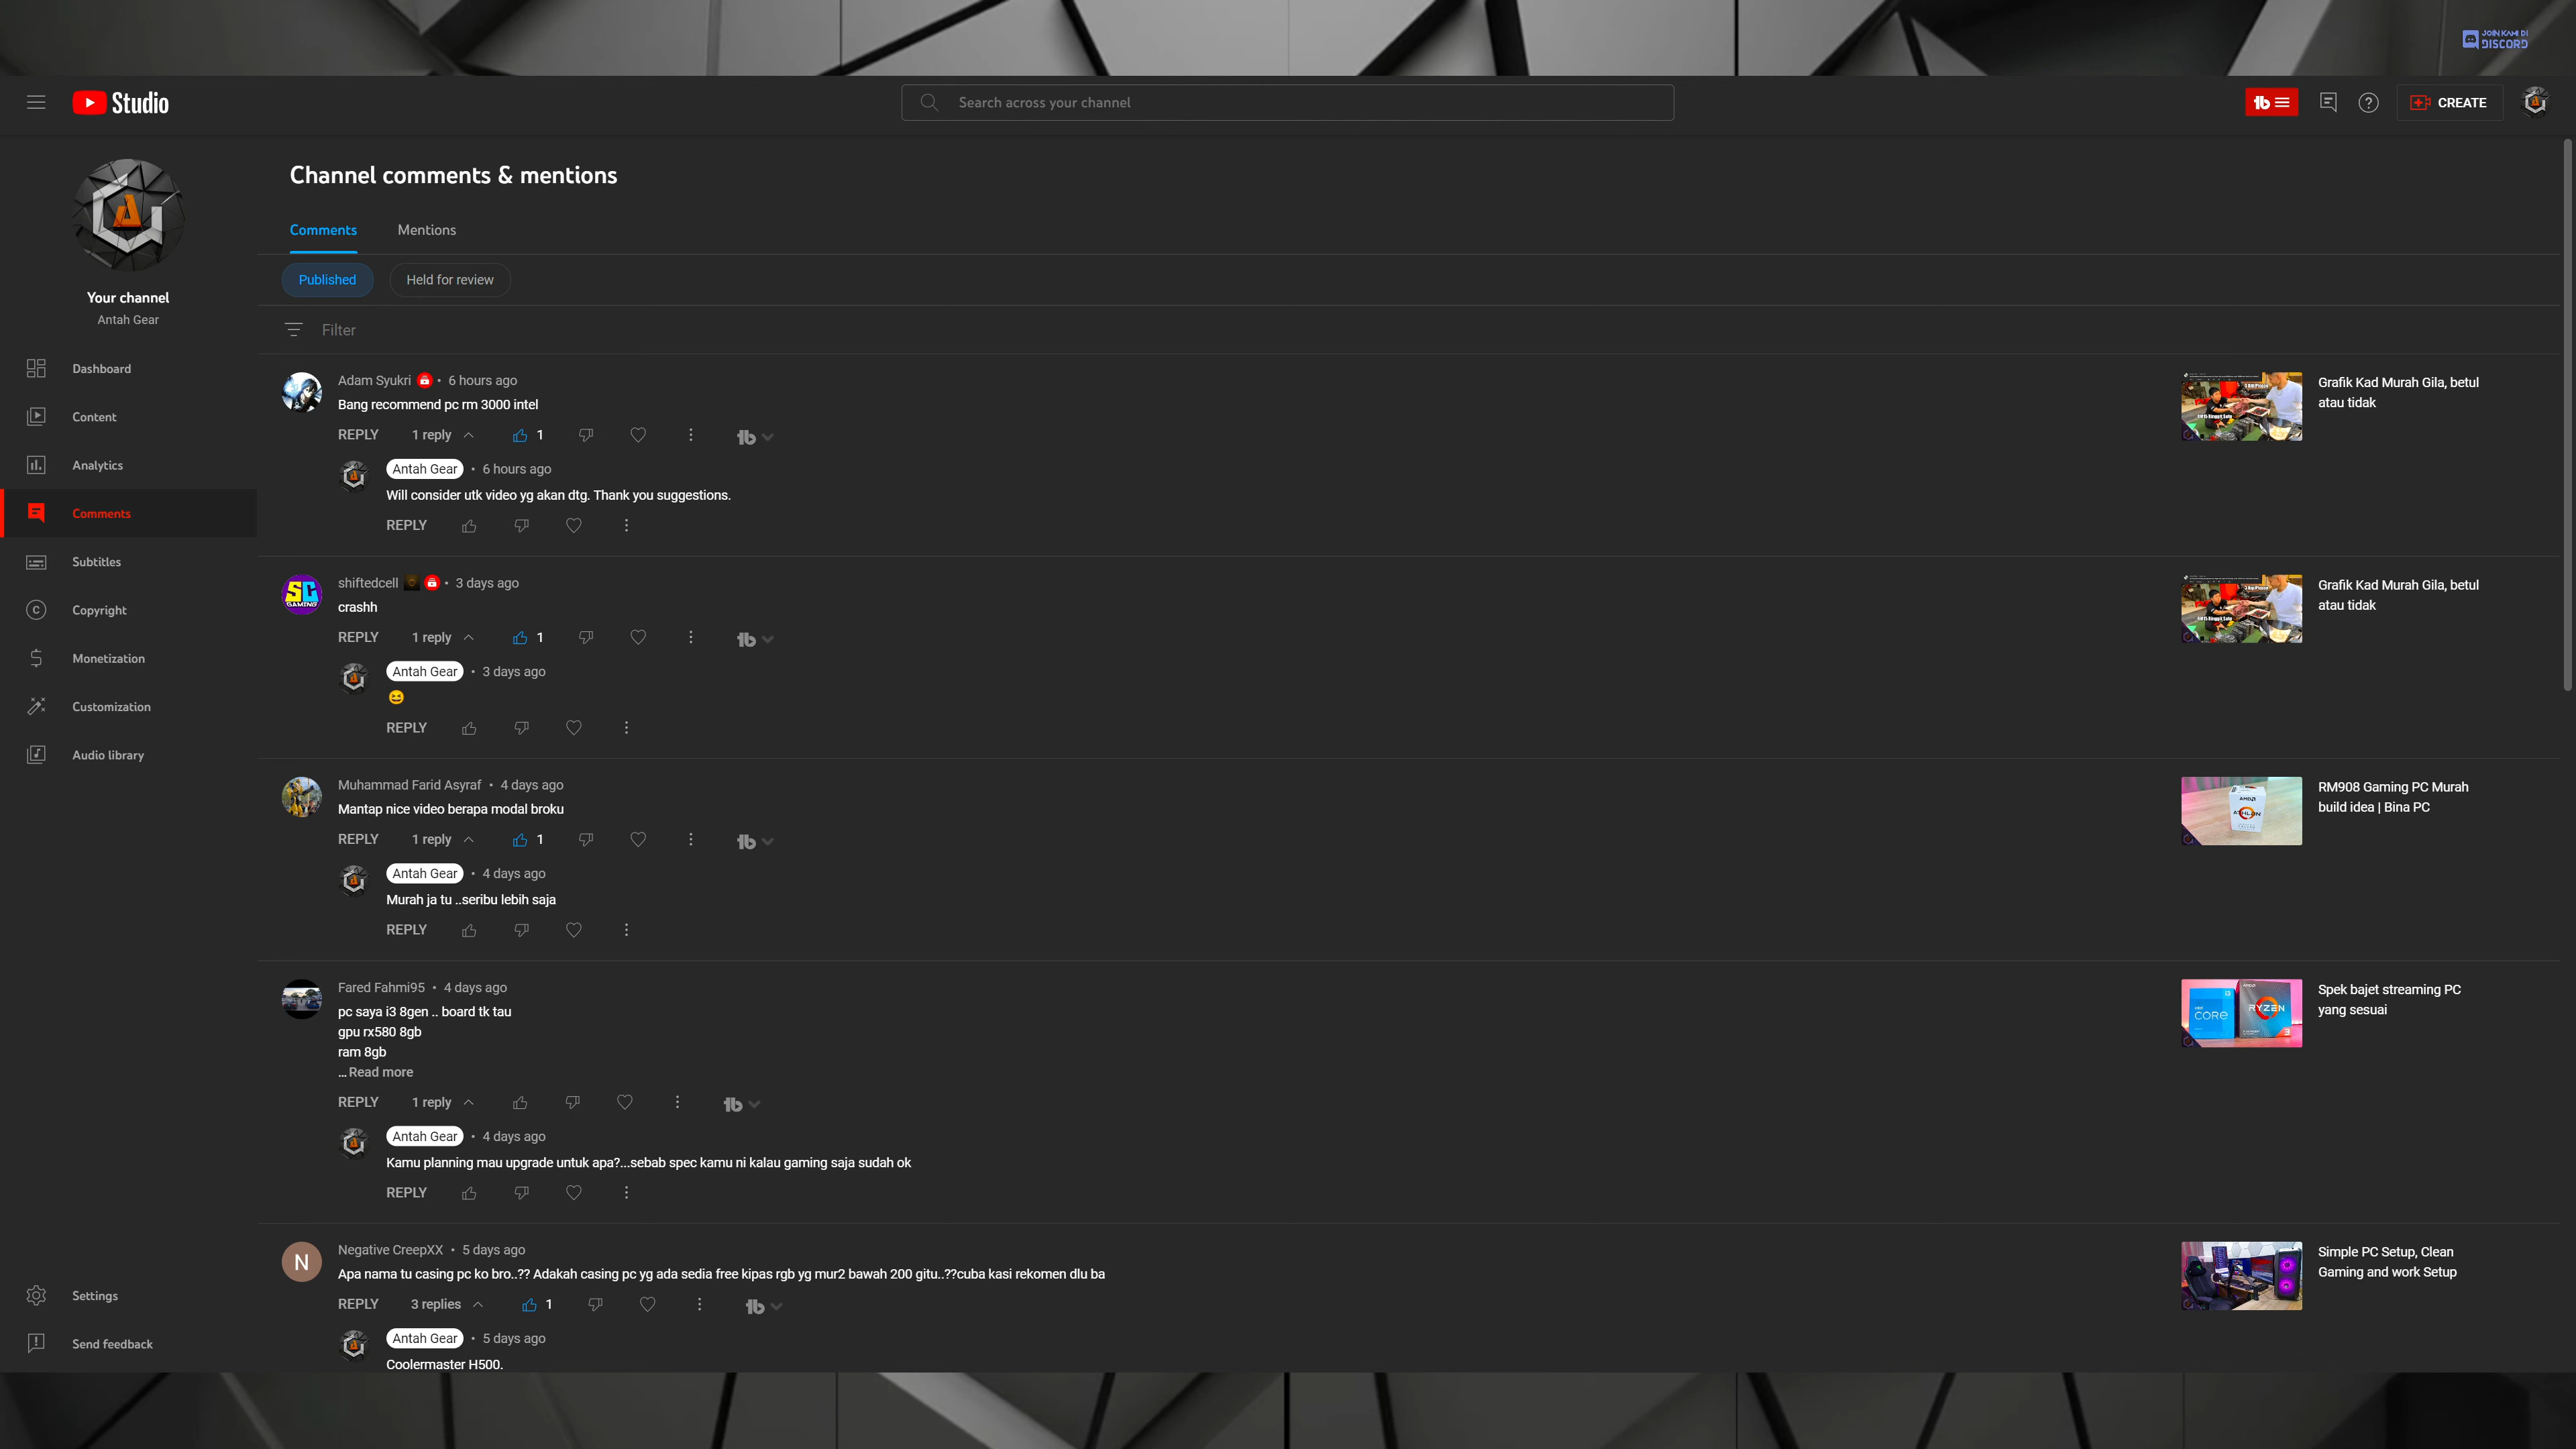 JOIN KAMI DI
DISCORD
Studio
Search across your channel
CREATE
Your channel
Antah Gear
Dashboard
Content
Analytics
Comments
Subtitles
Copyright
Monetization
Customization
Audio library
Settings
Send feedback
Channel comments & mentions
Comments
Mentions
Published
Held for review
Filter
Adam Syukri • 6 hours ago
Bang recommend pc rm 3000 intel
REPLY 1 reply 1
Antah Gear • 6 hours ago
Will consider utk video yg akan dtg. Thank you suggestions.
REPLY
Grafik Kad Murah Gila, betul
atau tidak
shiftedcell • 3 days ago
crashh
REPLY 1 reply 1
Antah Gear • 3 days ago
😆
REPLY
Grafik Kad Murah Gila, betul
atau tidak
Muhammad Farid Asyraf • 4 days ago
Mantap nice video berapa modal broku
REPLY 1 reply 1
Antah Gear • 4 days ago
Murah ja tu ..seribu lebih saja
REPLY
AMD
ATHLON
RM908 Gaming PC Murah
build idea | Bina PC
Fared Fahmi95 • 4 days ago
pc saya i3 8gen .. board tk tau
gpu rx580 8gb
ram 8gb
... Read more
REPLY 1 reply
Antah Gear • 4 days ago
Kamu planning mau upgrade untuk apa?...sebab spec kamu ni kalau gaming saja sudah ok
REPLY
CORE
RYZEN
3
Spek bajet streaming PC
yang sesuai
N
Negative CreepXX • 5 days ago
Apa nama tu casing pc ko bro..?? Adakah casing pc yg ada sedia free kipas rgb yg mur2 bawah 200 gitu..??cuba kasi rekomen dlu ba
REPLY 3 replies 1
Antah Gear • 5 days ago
Coolermaster H500.
Simple PC Setup, Clean
Gaming and work Setup